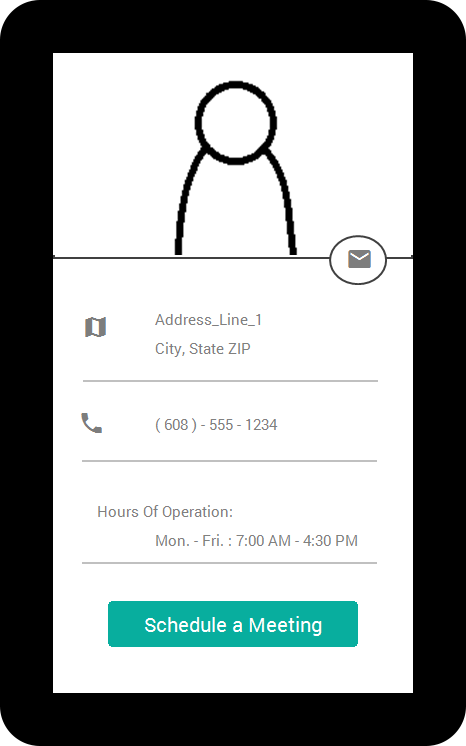 Address_Line_1
City, State ZIP
( 608 ) - 555 - 1234
Hours Of Operation:
Mon. - Fri. : 7:00 AM - 4:30 PM
Schedule a Meeting